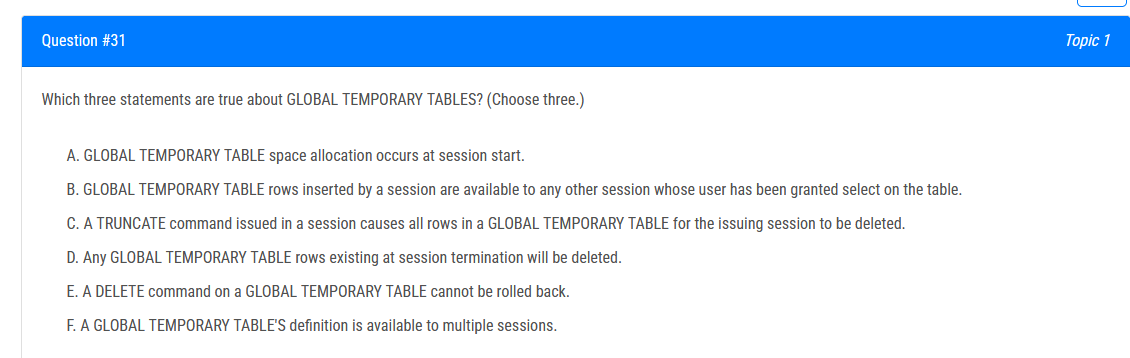 Question #31
Topic 1
Which three statements are true about GLOBAL TEMPORARY TABLES? (Choose three.)
A. GLOBAL TEMPORARY TABLE space allocation occurs at session start.
B. GLOBAL TEMPORARY TABLE rows inserted by a session are available to any other session whose user has been granted select on the table.
C. A TRUNCATE command issued in a session causes all rows in a GLOBAL TEMPORARY TABLE for the issuing session to be deleted.
D. Any GLOBAL TEMPORARY TABLE rows existing at session termination will be deleted.
E. A DELETE command on a GLOBAL TEMPORARY TABLE cannot be rolled back.
F. A GLOBAL TEMPORARY TABLE'S definition is available to multiple sessions.